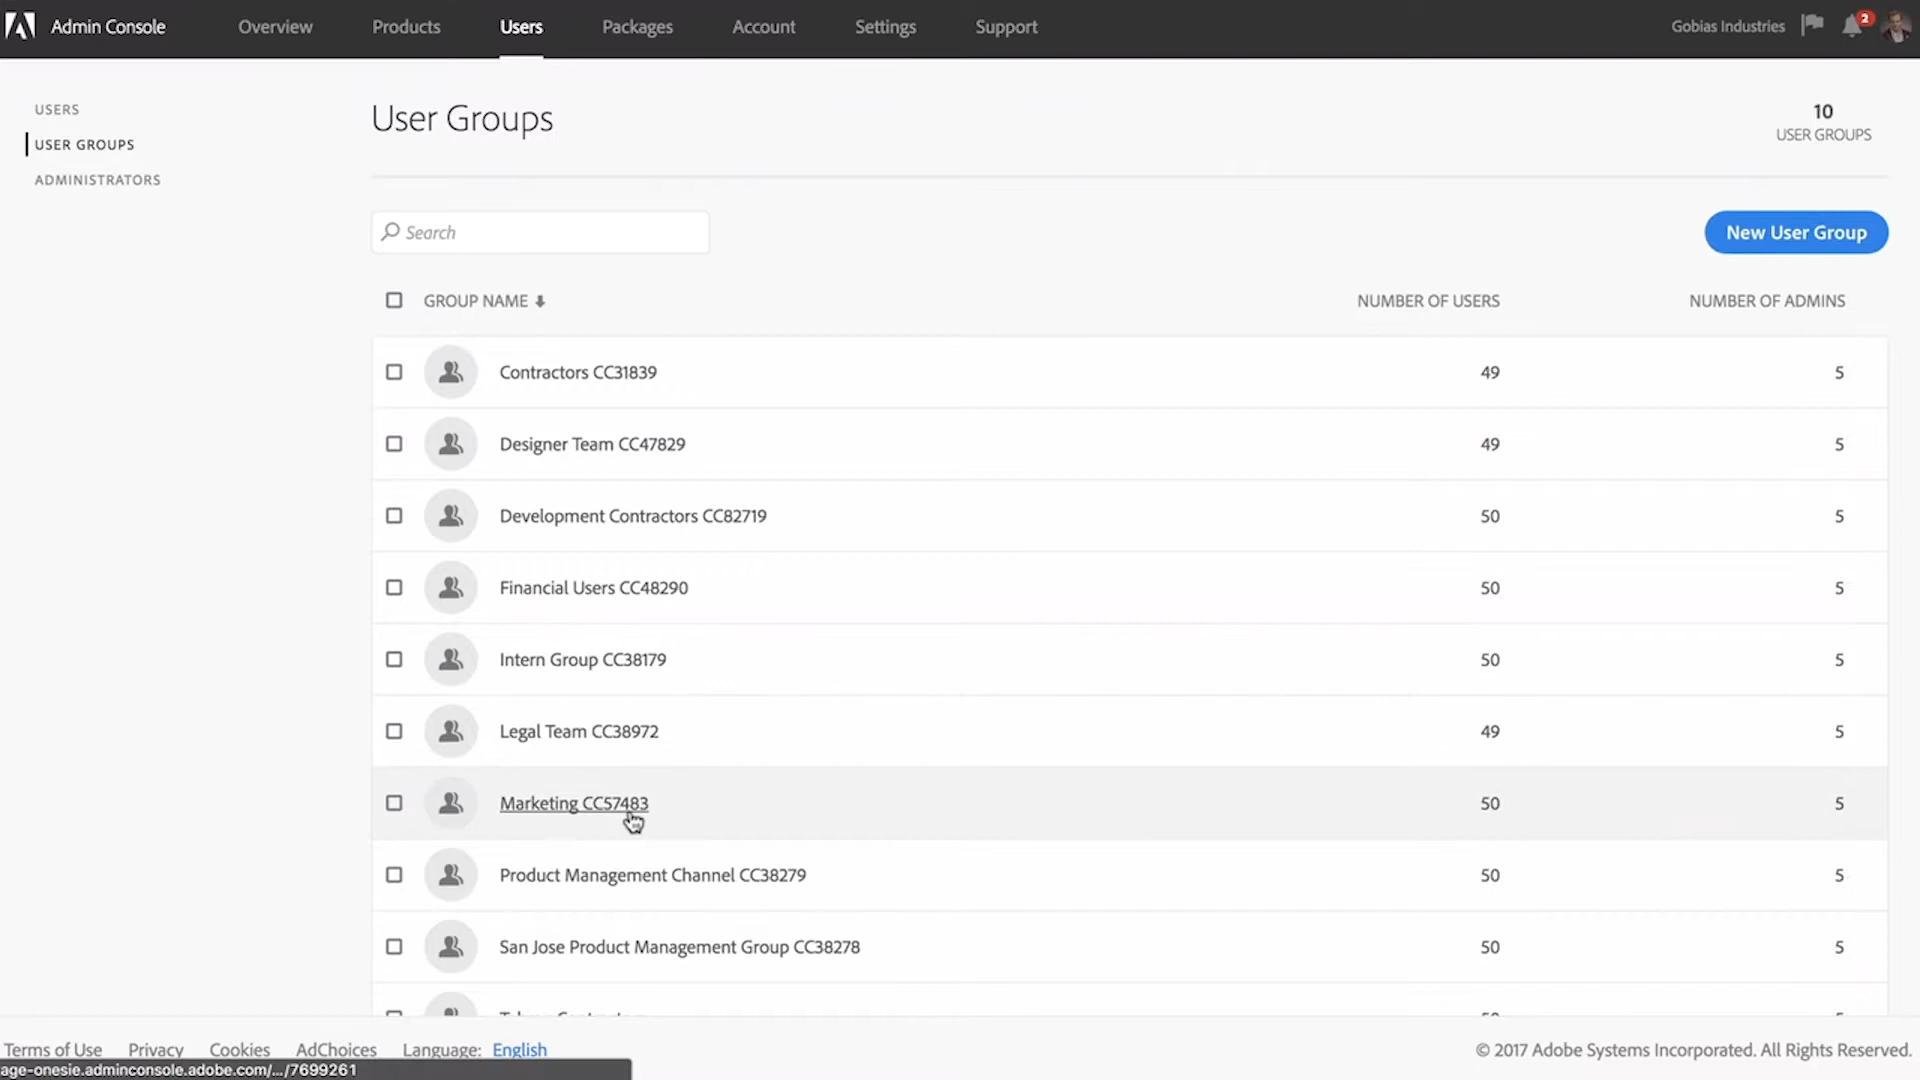 Admin Console Overview Products Users Packages Account Settings Support Gobias Industries 2
USERS
USER GROUPS
ADMINISTRATORS
User Groups
10
USER GROUPS
Search
New User Group
GROUP NAME NUMBER OF USERS NUMBER OF ADMINS
Contractors CC31839 49 5
Designer Team CC47829 49 5
Development Contractors CC82719 50 5
Financial Users CC48290 50 5
Intern Group CC38179 50 5
Legal Team CC38972 49 5
Marketing CC57483 50 5
Product Management Channel CC38279 50 5
San Jose Product Management Group CC38278 50 5
Terms of Use Privacy Cookies AdChoices Language: English © 2017 Adobe Systems Incorporated. All Rights Reserved.
age-onesie.adminconsole.adobe.com/.../7699261